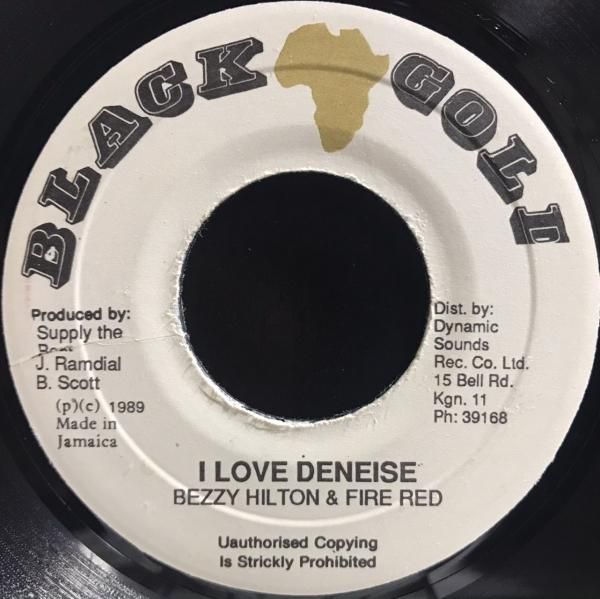 BLACK GOLD
Produced by:
Supply the
J. Ramdial
B. Scott
(p)(c) 1989
Made in
Jamaica
Dist. by:
Dynamic
Sounds
Rec. Co. Ltd.
15 Bell Rd.
Kgn. 11
Ph: 39168
I LOVE DENEISE
BEZZY HILTON & FIRE RED
Uauthorised Copying
Is Strickly Prohibited